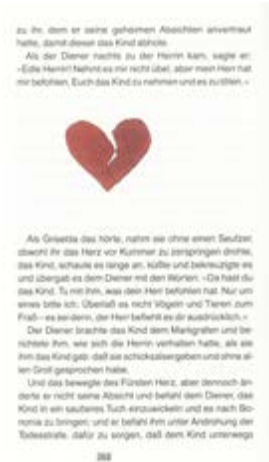 zu ihr, dem er seine geheimen Absichten anvertraut
hatte, damit dieser das Kind abhole.
Als der Diener nachts zu der Herrin kam, sagte er:
»Edle Herrin! Nehmt es mir nicht übel, aber mein Herr hat
mir befohlen, Euch das Kind zu nehmen und es zu töten.«
Als Griselda das hörte, nahm sie ohne einen Seufzer,
obwohl ihr das Herz vor Kummer zu zerspringen drohte,
das Kind, schaute es lange an, küßte und bekreuzigte es
und übergab es dem Diener mit den Worten: »Da hast du
das Kind. Tu mit ihm, was dein Herr befohlen hat. Nur um
eines bitte ich: Überlaß es nicht Vögeln und Tieren zum
Fraß – es sei denn, der Herr befiehlt es dir ausdrücklich.«
Der Diener brachte das Kind dem Markgrafen und be-
richtete ihm, wie sich die Herrin verhalten hatte, als sie
ihm das Kind gab: daß sie schicksalsergeben und ohne al-
len Groll gesprochen habe.
Und das bewegte des Fürsten Herz, aber dennoch än-
derte er nicht seine Absicht und befahl dem Diener, das
Kind in ein sauberes Tuch einzuwickeln und es nach Bo-
nonia zu bringen; und er befahl ihm unter Androhung der
Todesstrafe, dafür zu sorgen, daß dem Kind unterwegs